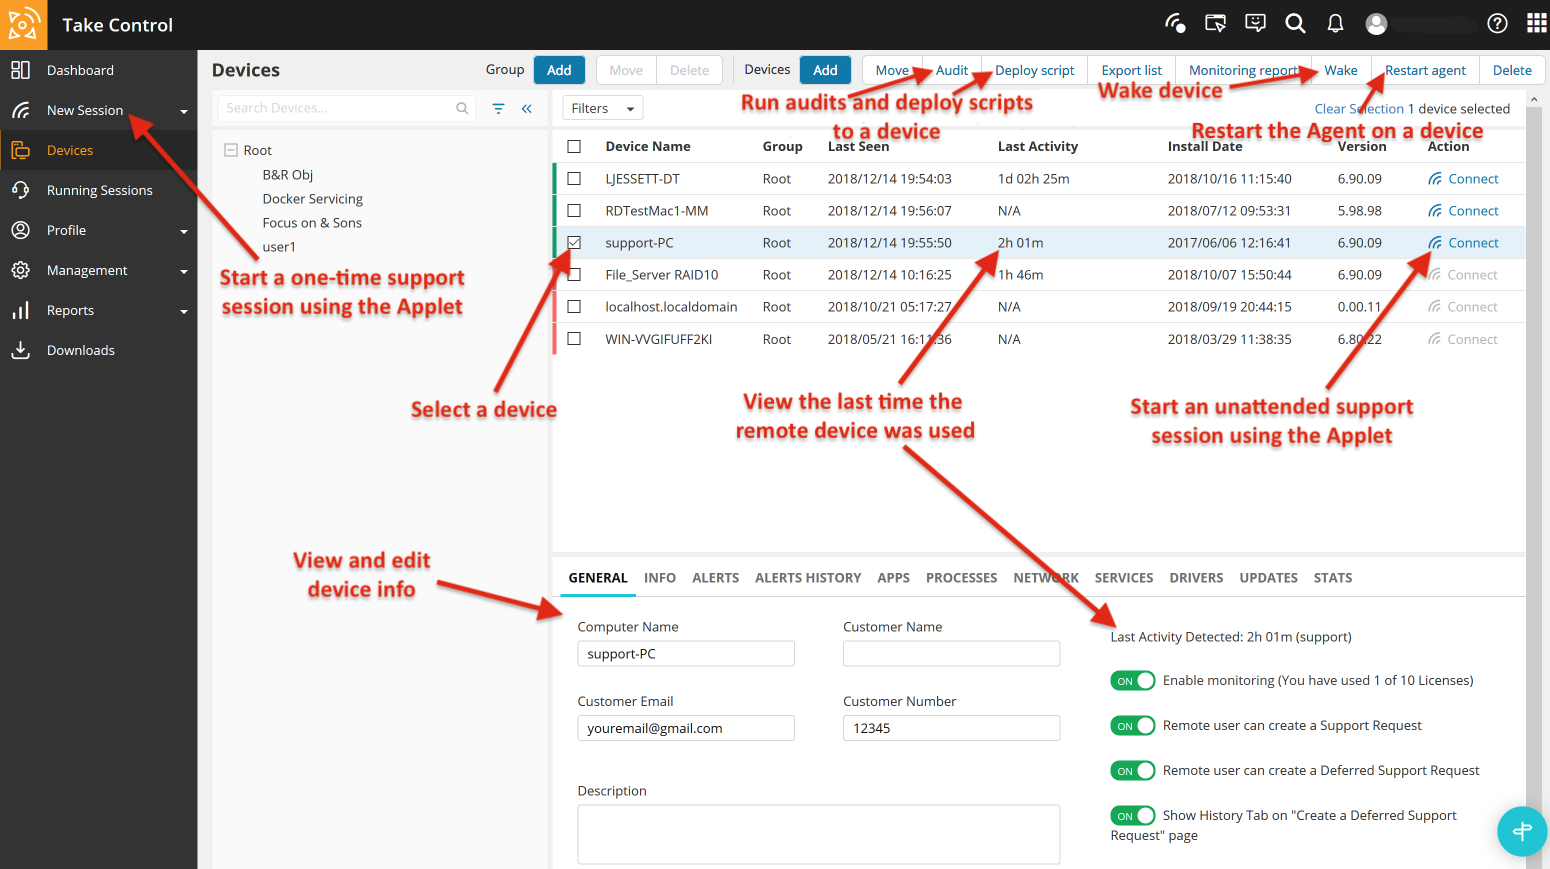 Take Control
Dashboard
New Session
Devices
Running Sessions
Profile
Management
Reports
Downloads
Devices
Group
Add
Move
Delete
Devices
Add
Move
Audit
Deploy script
Export list
Monitoring report
Wake
Restart agent
Delete
Search Devices...
Filters
Clear Selection 1 device selected
Run audits and deploy scripts
to a device
Wake device
Restart the Agent on a device
Root
B&R Obj
Docker Servicing
Focus on & Sons
user1
Start a one-time support
session using the Applet
Device Name Group Last Seen Last Activity Install Date Version Action
LJESSETT-DT Root 2018/12/14 19:54:03 1d 02h 25m 2018/10/16 11:15:40 6.90.09 Connect
RDTestMac1-MM Root 2018/12/14 19:56:07 N/A 2018/07/12 09:53:31 5.98.98 Connect
support-PC Root 2018/12/14 19:55:50 2h 01m 2017/06/06 12:16:41 6.90.09 Connect
File_Server RAID10 Root 2018/12/14 10:16:25 1h 46m 2018/10/07 15:50:44 6.90.09 Connect
localhost.localdomain Root 2018/10/21 05:17:27 N/A 2018/09/19 20:44:15 0.00.11 Connect
WIN-VVGIFUFF2KI Root 2018/05/21 16:11:36 N/A 2018/03/29 11:38:35 6.80.22 Connect
Select a device
View the last time the
remote device was used
Start an unattended support
session using the Applet
View and edit
device info
GENERAL INFO ALERTS ALERTS HISTORY APPS PROCESSES NETWORK SERVICES DRIVERS UPDATES STATS
Computer Name
support-PC
Customer Name
Customer Email
youremail@gmail.com
Customer Number
12345
Description
Last Activity Detected: 2h 01m (support)
ON Enable monitoring (You have used 1 of 10 Licenses)
ON Remote user can create a Support Request
ON Remote user can create a Deferred Support Request
ON Show History Tab on "Create a Deferred Support
Request" page